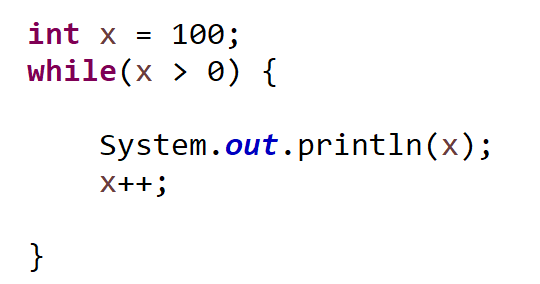 int x = 100;
while(x > 0) {
System.out.println(x);
x++;
}